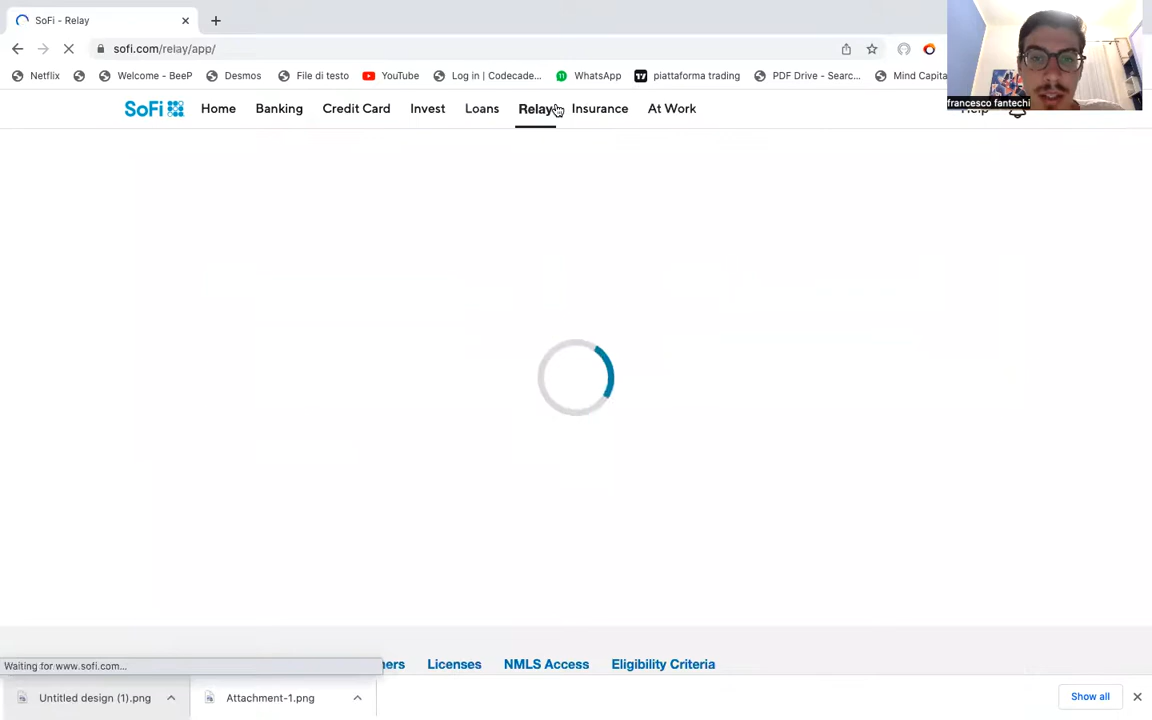 SoFi - Relay
sofi.com/relay/app/
Netflix
Welcome - BeeP
Desmos
File di testo
YouTube
Log in | Codecade...
WhatsApp
piattaforma trading
PDF Drive - Searc...
Mind Capita
francesco fantechi
SoFi
Home
Banking
Credit Card
Invest
Loans
Relay
Insurance
At Work
Help
Waiting for www.sofi.com...
Licenses
NMLS Access
Eligibility Criteria
Untitled design (1).png
Attachment-1.png
Show all